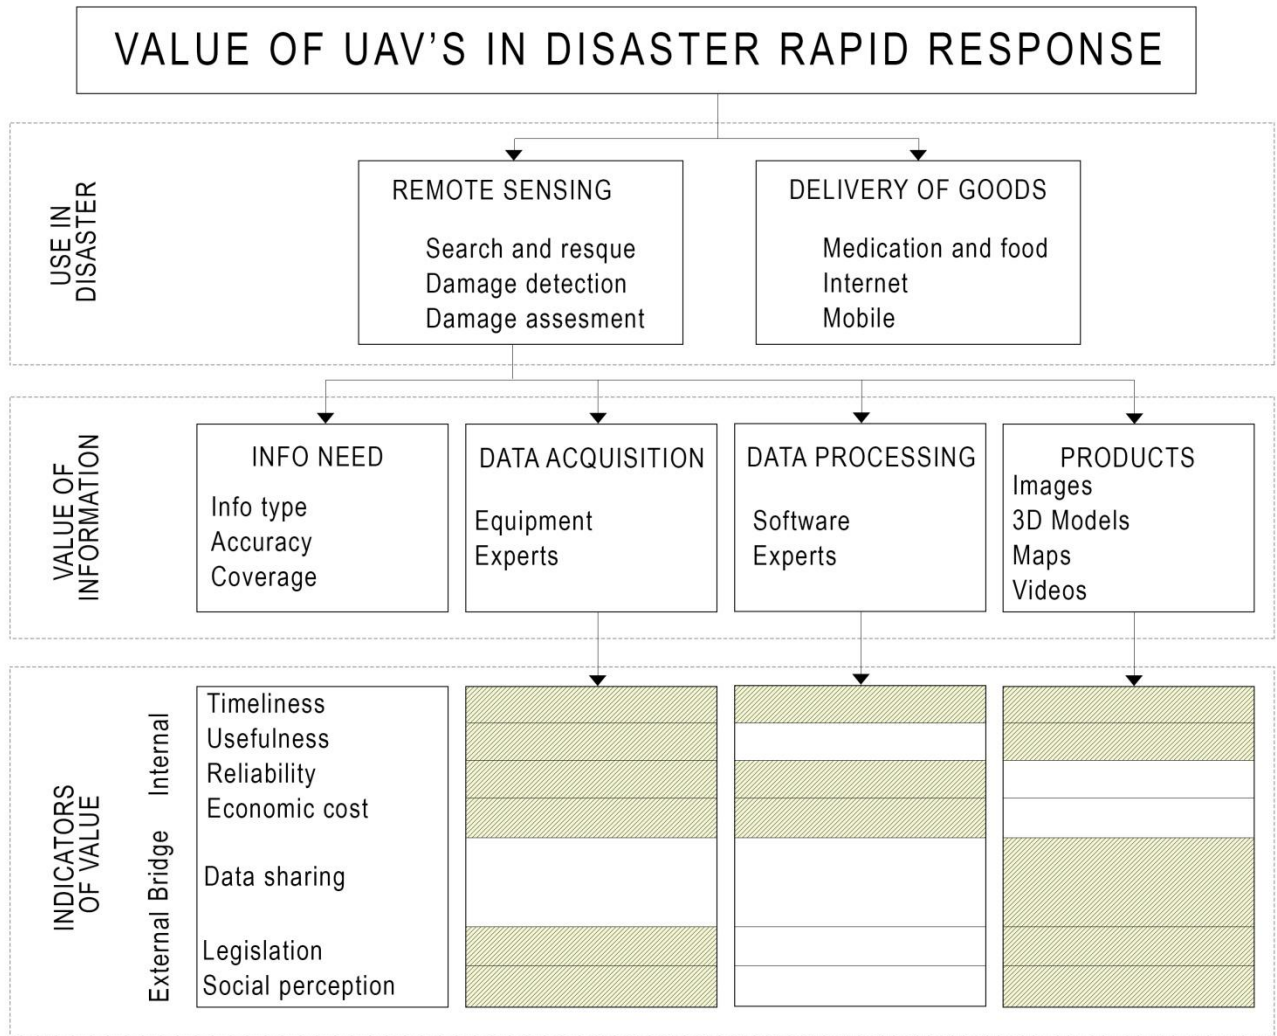 VALUE OF UAV'S IN DISASTER RAPID RESPONSE
USE IN
DISASTER
REMOTE SENSING
Search and resque
Damage detection
Damage assesment
DELIVERY OF GOODS
Medication and food
Internet
Mobile
VALUE OF
INFORMATION
INFO NEED
Info type
Accuracy
Coverage
DATA ACQUISITION
Equipment
Experts
DATA PROCESSING
Software
Experts
PRODUCTS
Images
3D Models
Maps
Videos
INDICATORS
OF VALUE
Internal
Timeliness
Usefulness
Reliability
Economic cost
Bridge
Data sharing
External
Legislation
Social perception